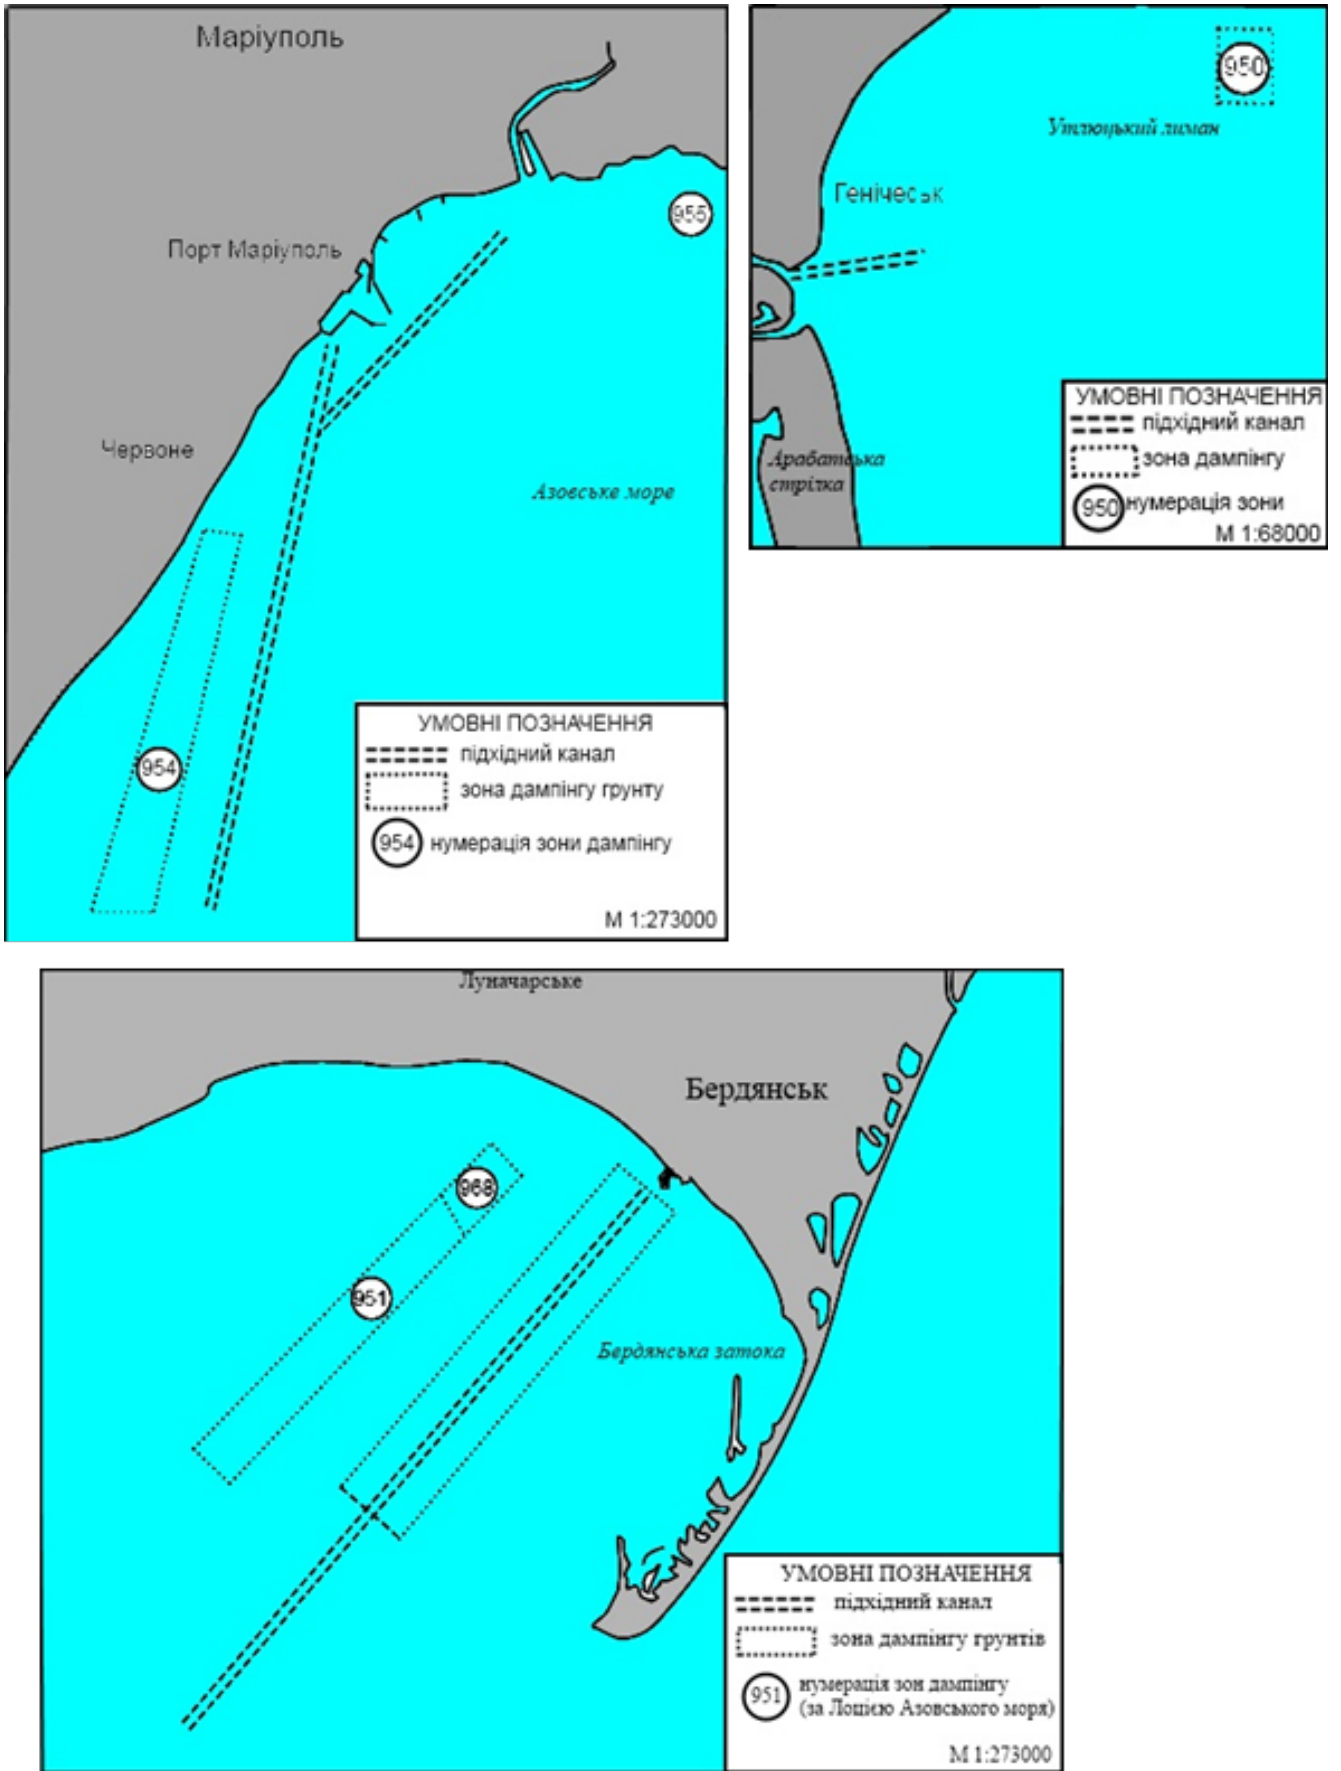 Маріуполь
955
Порт Маріуполь
Червоне
Азовське море
954
УМОВНІ ПОЗНАЧЕННЯ
підхідний канал
зона дампінгу грунту
954 нумерація зони дампінгу
М 1:273000
950
Утлюцький лиман
Генічеськ
Арабатська
стрілка
УМОВНІ ПОЗНАЧЕННЯ
підхідний канал
зона дампінгу
950 нумерація зони
М 1:68000
Луначарське
Бердянськ
968
951
Бердянська затока
УМОВНІ ПОЗНАЧЕННЯ
підхідний канал
зона дампінгу грунтів
951 нумерація зон дампінгу
(за Лоцією Азовського моря)
М 1:273000